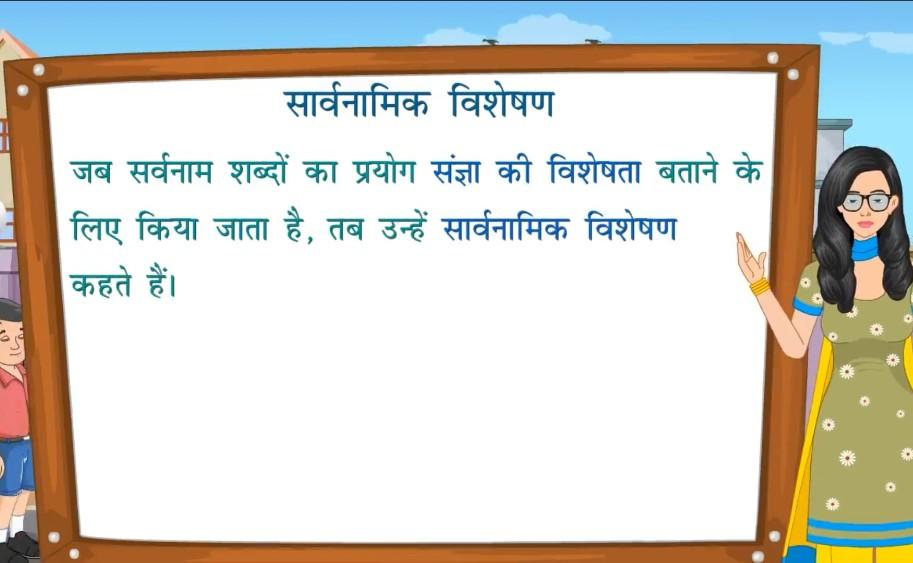 सार्वनामिक विशेषण
जब सर्वनाम शब्दों का प्रयोग संज्ञा की विशेषता बताने के
लिए किया जाता है, तब उन्हें सार्वनामिक विशेषण
कहते हैं।